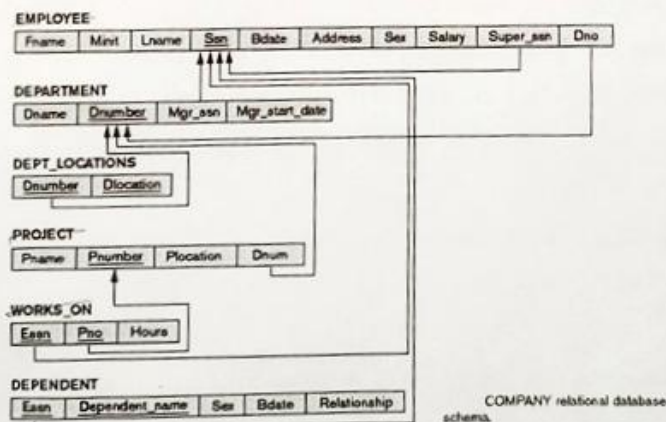 EMPLOYEE
Fname Minit Lname Ssn Bdate Address Sex Salary Super_ssn Dno
DEPARTMENT
Dname Dnumber Mgr_ssn Mgr_start_date
DEPT_LOCATIONS
Dnumber Dlocation
PROJECT
Pname Pnumber Plocation Dnum
WORKS_ON
Essn Pno Hours
DEPENDENT
Essn Dependent_name Sex Bdate Relationship
COMPANY relational database
schema.